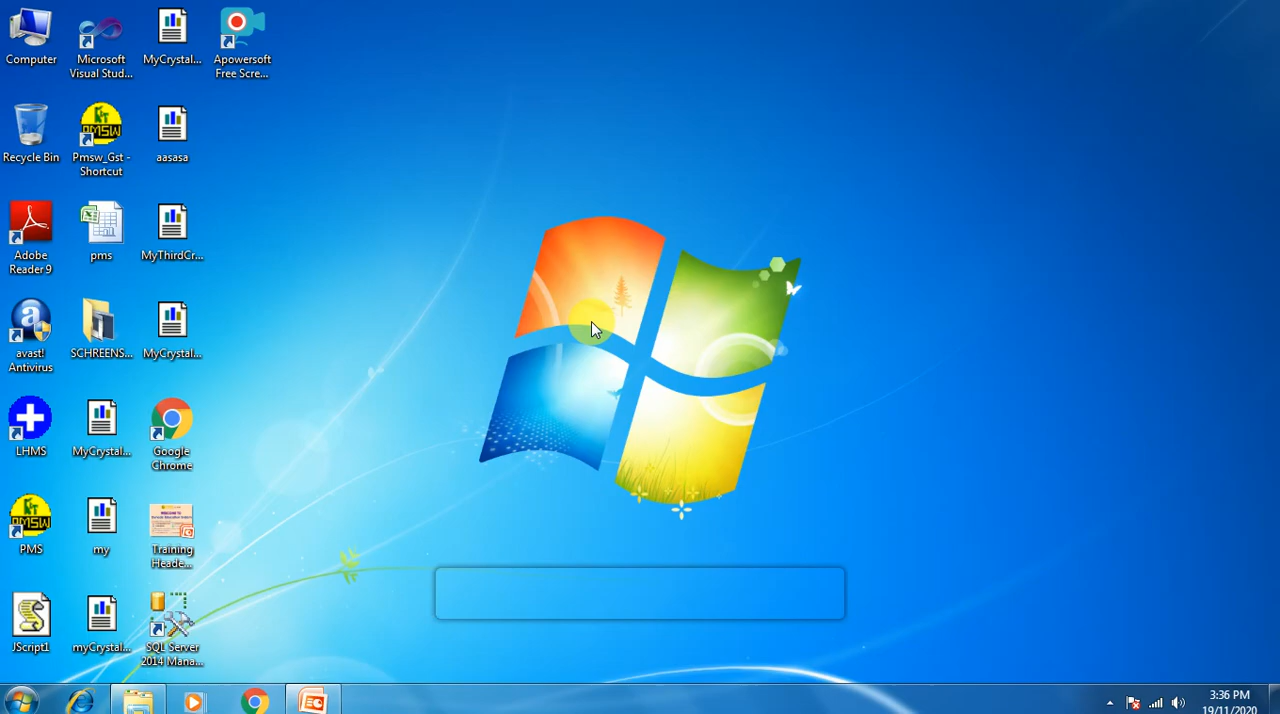 Computer
Microsoft
Visual Stud...
MyCrystal...
Apowersoft
Free Scre...
Recycle Bin
Pmsw_Gst -
Shortcut
aasasa
Adobe
Reader 9
pms
MyThirdCr...
avast!
Antivirus
SCHREENS...
MyCrystal...
LHMS
MyCrystal...
Google
Chrome
PMS
my
Training
Heade...
JScript1
myCrystal...
SQL Server
2014 Mana...
3:36 PM
19/11/2020